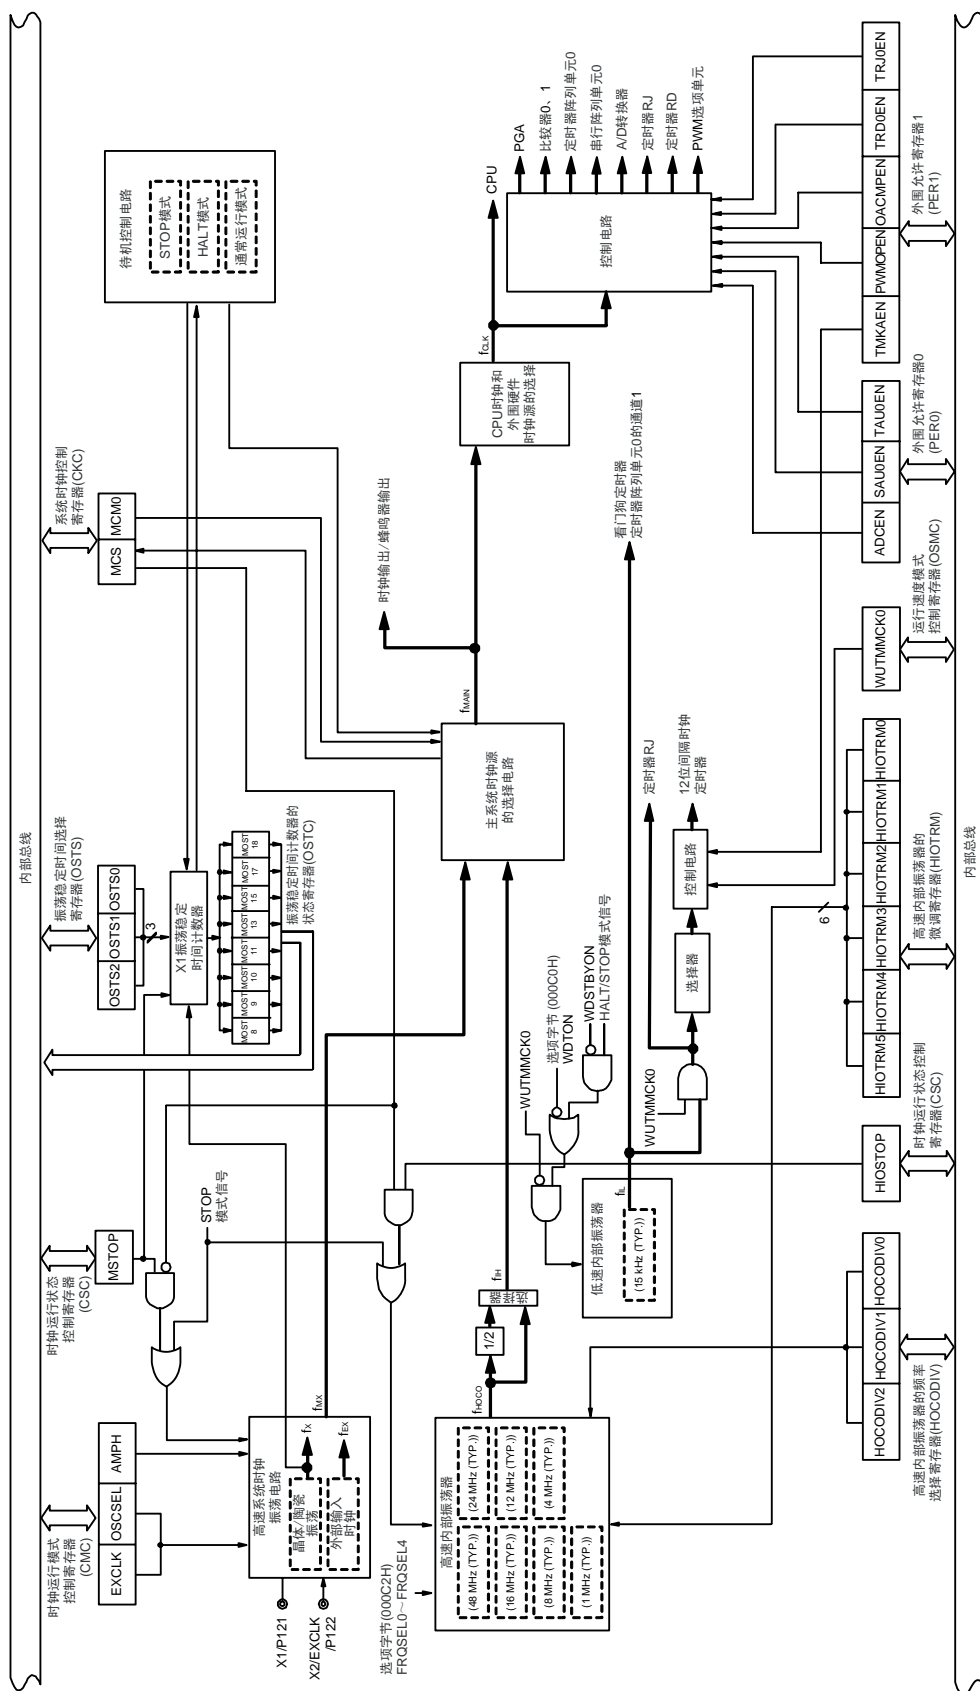 内部总线
时钟运行模式
控制寄存器
(CMC)
EXCLK
OSCSEL
AMPH
时钟运行状态
控制寄存器
(CSC)
MSTOP
振荡稳定时间选择
寄存器(OSTS)
OSTS2
OSTS1
OSTS0
3
系统时钟控制
寄存器(CKC)
MCS
MCM0
待机控制电路
STOP模式
HALT模式
通常运行模式
X1振荡稳定
时间计数器
MOST
8
MOST
9
MOST
10
MOST
11
MOST
13
MOST
15
MOST
17
MOST
18
振荡稳定时间计数器的
状态寄存器(OSTC)
STOP
模式信号
高速系统时钟
振荡电路
晶体/陶瓷
振荡
外部输入
时钟
fX
fEX
fMX
X1/P121
X2/EXCLK
/P122
选项字节(000C2H)
FRQSEL0~FRQSEL4
高速内部振荡器
(48 MHz (TYP.))
(24 MHz (TYP.))
(16 MHz (TYP.))
(12 MHz (TYP.))
(8 MHz (TYP.))
(4 MHz (TYP.))
(1 MHz (TYP.))
fHOCO
1/2
选择器
fIH
主系统时钟源
的选择电路
fMAIN
时钟输出/蜂鸣器输出
CPU时钟和
外围硬件
时钟源的选择
fCLK
CPU
控制电路
PGA
比较器0、1
定时器阵列单元0
串行阵列单元0
A/D转换器
定时器RJ
定时器RD
PWM选项单元
WUTMMCK0
选项字节(000C0H)
WDTON
WDSTBYON
HALT/STOP模式信号
低速内部振荡器
(15 kHz (TYP.))
fIL
看门狗定时器
定时器阵列单元0的通道1
WUTMMCK0
定时器RJ
选择器
控制电路
12位间隔时钟
定时器
6
HOCODIV2
HOCODIV1
HOCODIV0
高速内部振荡器的频率
选择寄存器(HOCODIV)
HIOSTOP
时钟运行状态控制
寄存器(CSC)
HIOTRM5
HIOTRM4
HIOTRM3
HIOTRM2
HIOTRM1
HIOTRM0
高速内部振荡器的
微调寄存器(HIOTRM)
WUTMMCK0
运行速度模式
控制寄存器(OSMC)
ADCEN
SAU0EN
TAU0EN
外围允许寄存器0
(PER0)
TMKAEN
PWMOPEN
OACMPEN
TRD0EN
TRJ0EN
外围允许寄存器1
(PER1)
内部总线